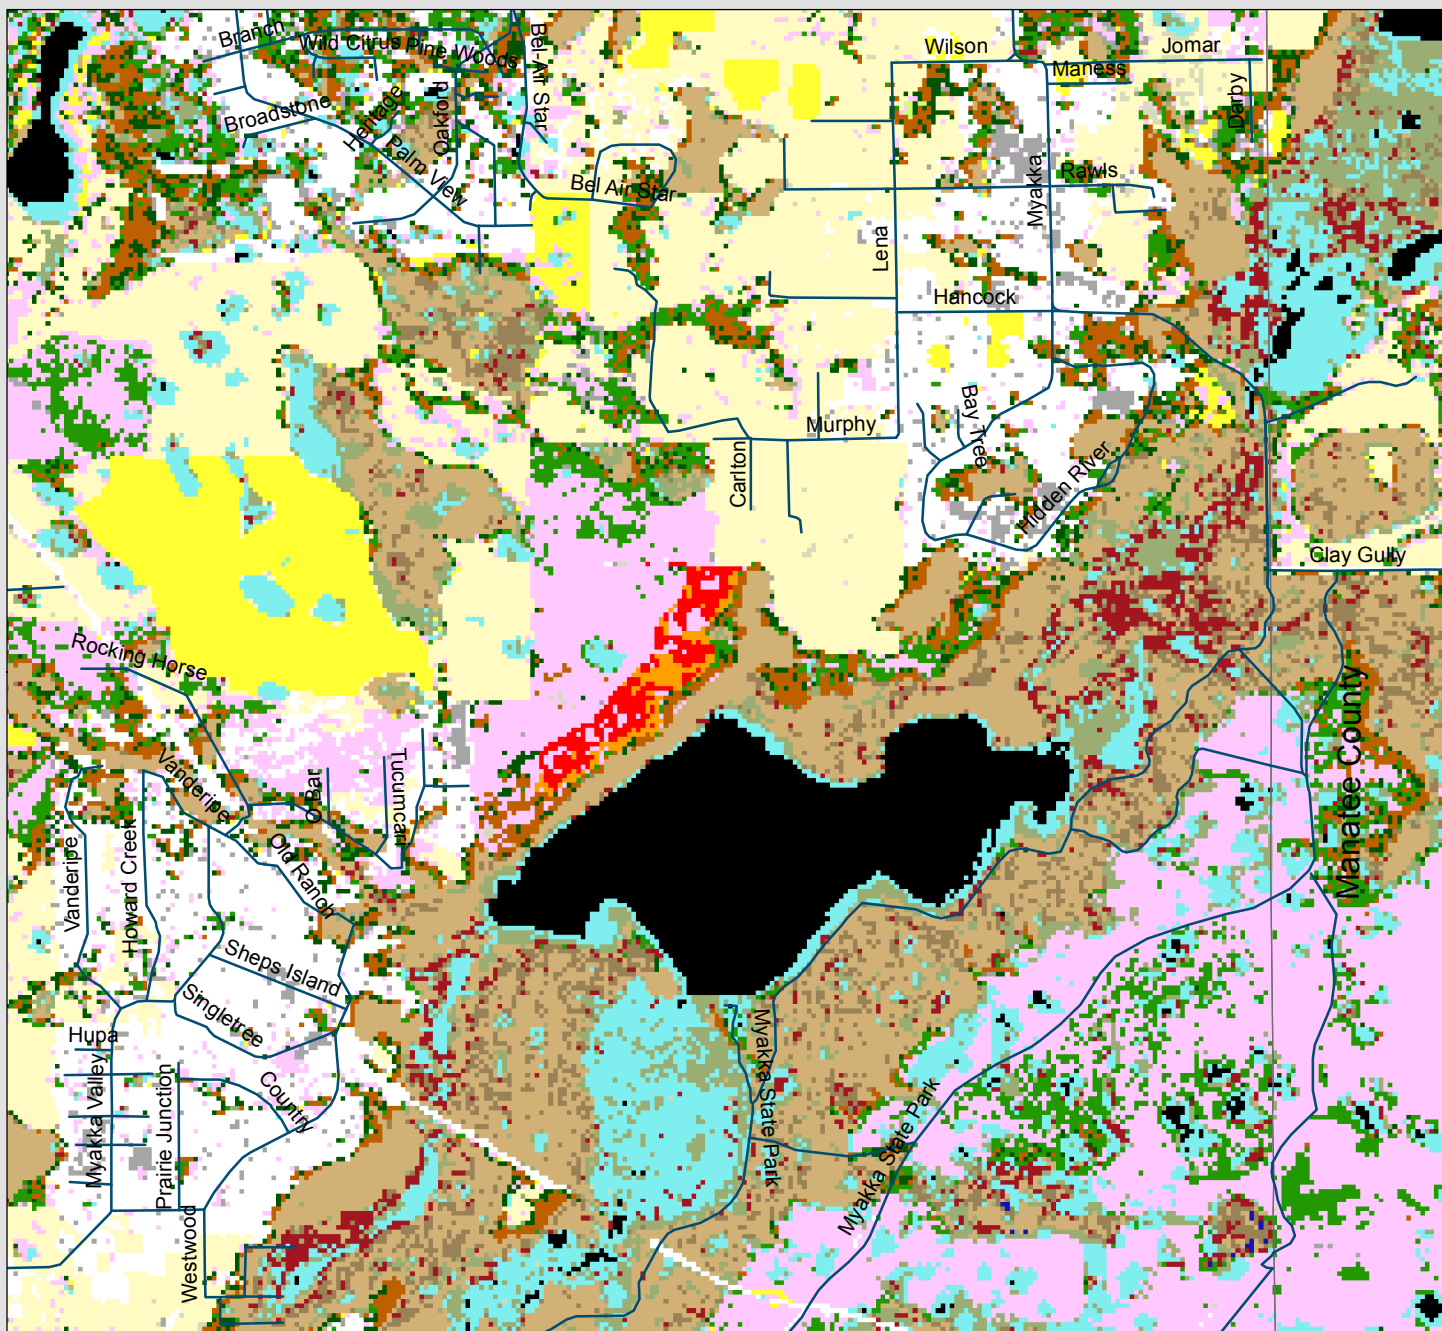 Branch
Wild Citrus
Pine Woods
Bel Air Star
Wilson
Jomar
Maness
Darby
Broadstone
Heritage
Oakford
Palm View
Bel Air Star
Myakka
Rawls
Lena
Hancock
Bay Tree
Murphy
Carlton
Hidden River
Clay Gully
Rocking Horse
Manatee County
Vanderipe
O Bar
Tucumcari
Old Ranch
Vanderipe
Howard Creek
Sheps Island
Singletree
Hupa
Myakka Valley
Prairie Junction
Country
Myakka State Park
Myakka State Park
Westwood